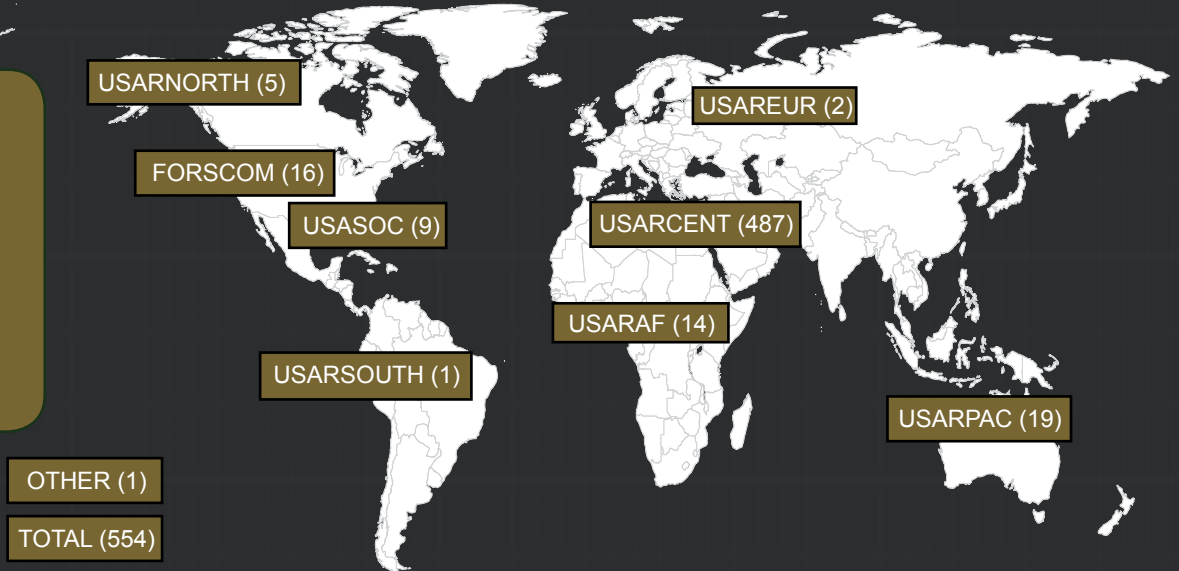 USARNORTH (5)
USAREUR (2)
FORSCOM (16)
USASOC (9)
USARCENT (487)
USARAF (14)
USARSOUTH (1)
USARPAC (19)
OTHER (1)
TOTAL (554)